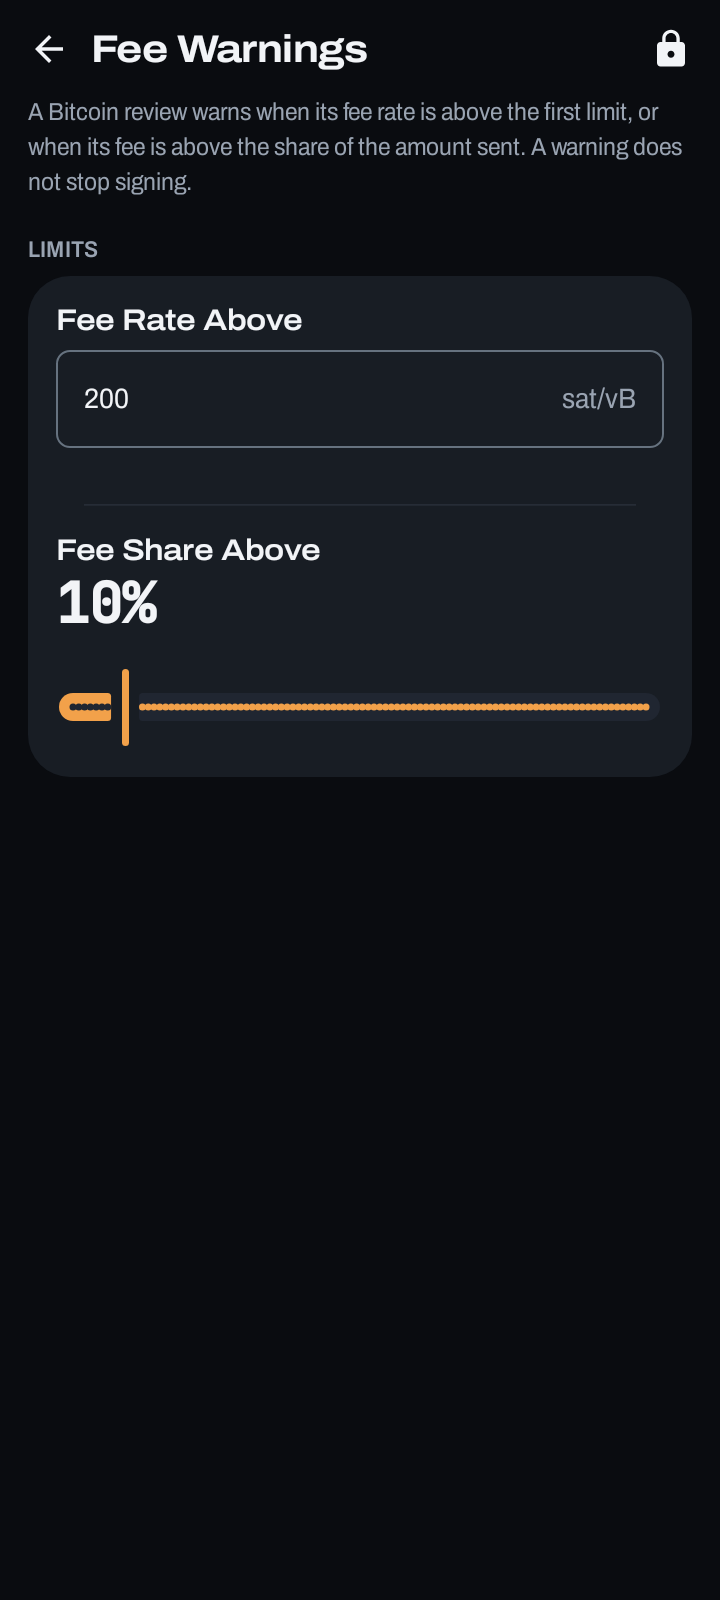 Fee Warnings
A Bitcoin review warns when its fee rate is above the first limit, or
when its fee is above the share of the amount sent. A warning does
not stop signing.
LIMITS
Fee Rate Above
200 sat/vB
Fee Share Above
10%